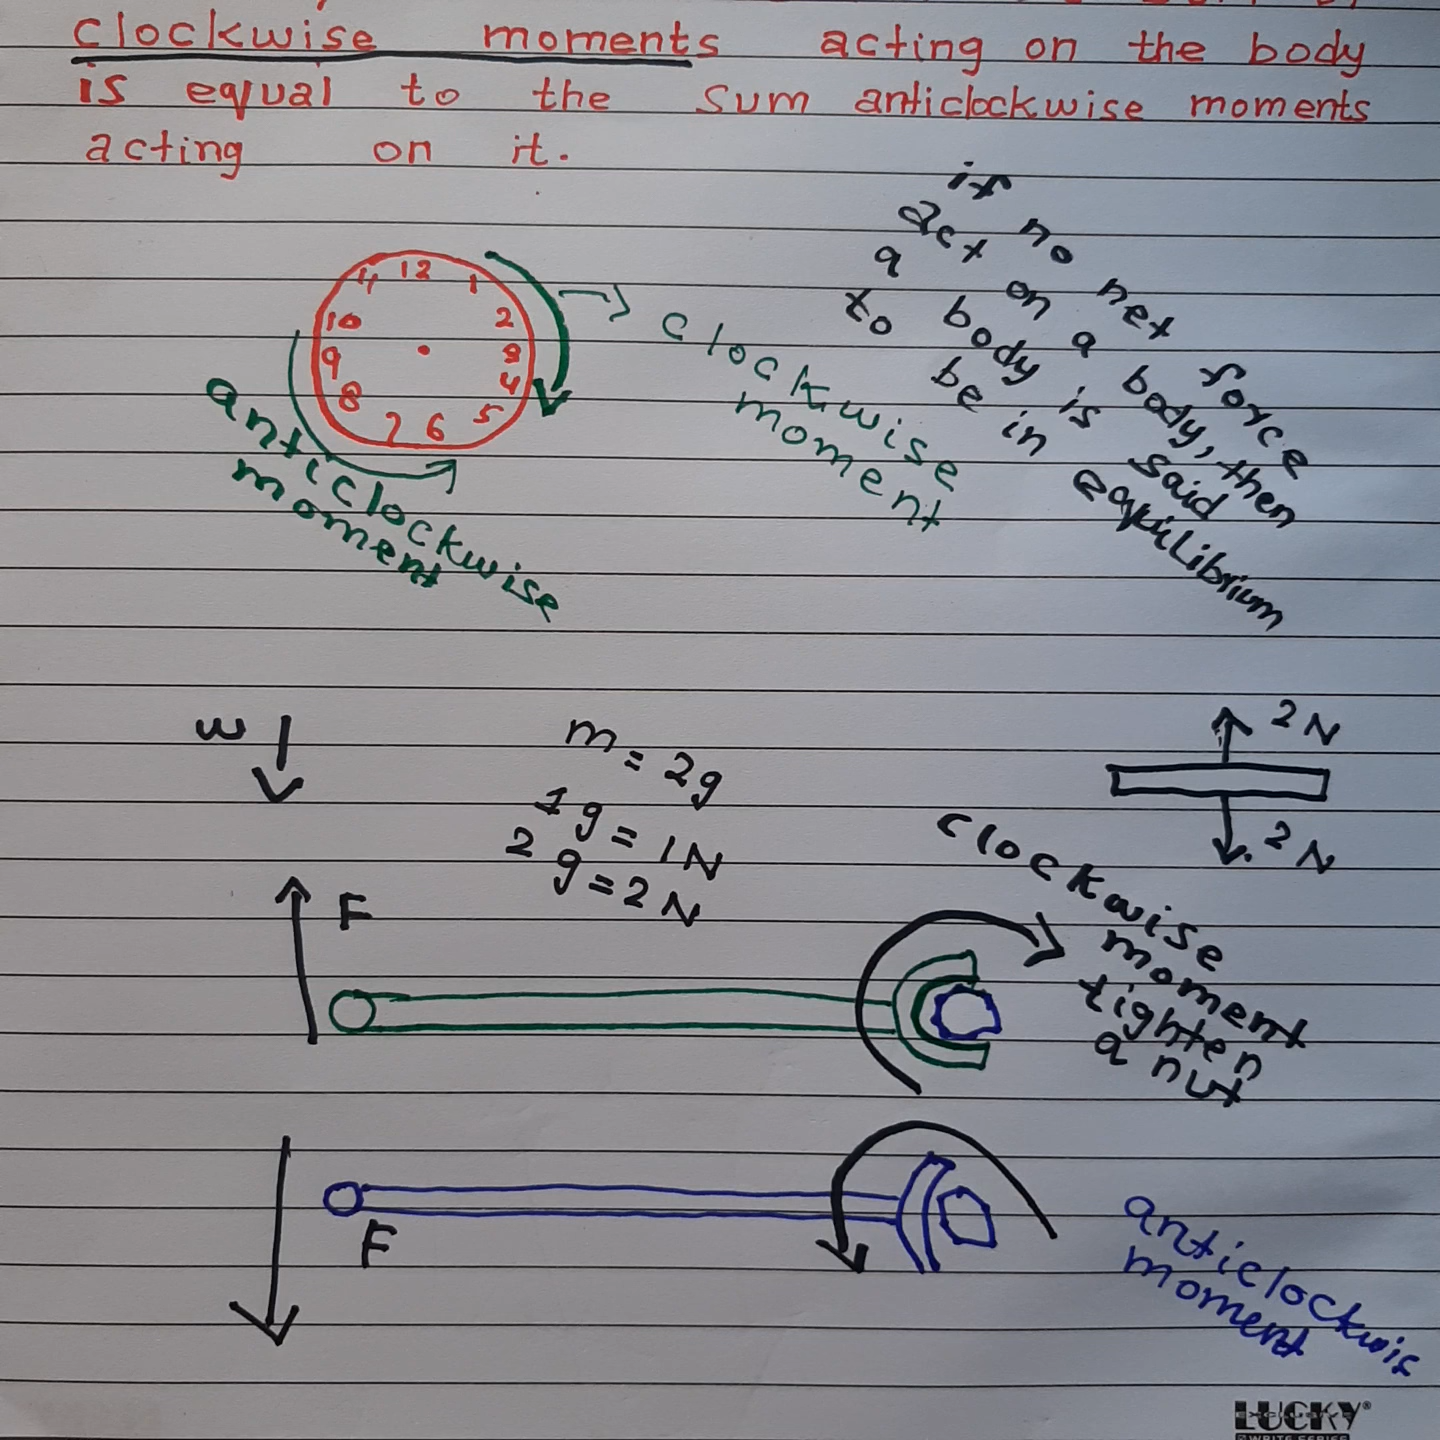 clockwise moments acting on the body
is equal to the sum anticlockwise moments
acting on it.
if no net force
act on a body, then
a body is said
to be in equilibrium
12
1
2
3
4
5
6
7
8
9
10
11
clockwise
moment
anticlockwise
moment
w
m = 2g
1g = 1N
2g = 2N
2N
2N
F
clockwise
moment
tighten
a nut
F
anticlockwis
moment
LUCKY®